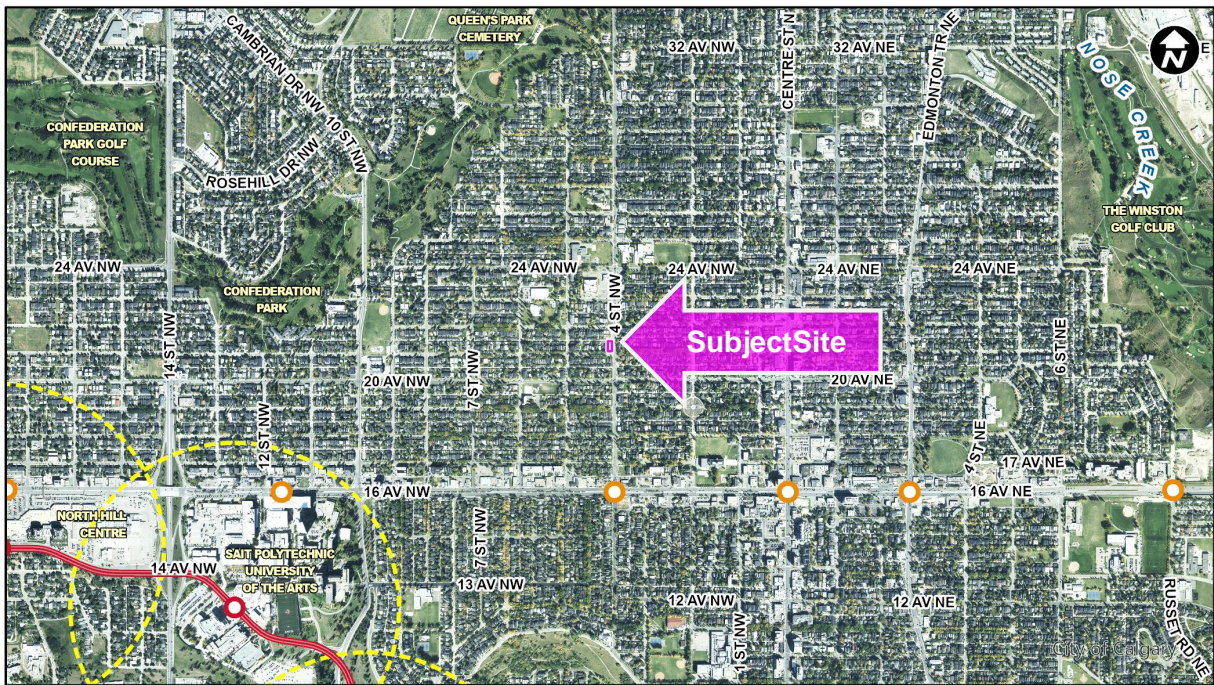 CAMBRIAN DR NW
QUEEN'S PARK
CEMETERY
32 AV NW
32 AV NE
CENTRE ST N
EDMONTON TR NE
NOSE CREEK
N
E
CONFEDERATION
PARK GOLF
COURSE
10 ST NW
ROSEHILL DR NW
THE WINSTON
GOLF CLUB
24 AV NW
24 AV NW
24 AV NW
24 AV NE
24 AV NE
CONFEDERATION
PARK
4 ST NW
14 ST NW
SubjectSite
6 ST NE
20 AV NW
7 ST NW
20 AV NE
12 ST NW
4 ST NE
17 AV NE
16 AV NW
16 AV NE
NORTH HILL
CENTRE
7 ST NW
SAIT POLYTECHNIC
UNIVERSITY
OF THE ARTS
14 AV NW
13 AV NW
12 AV NW
12 AV NE
1 ST NW
RUSSET RD NE
City of Calgary